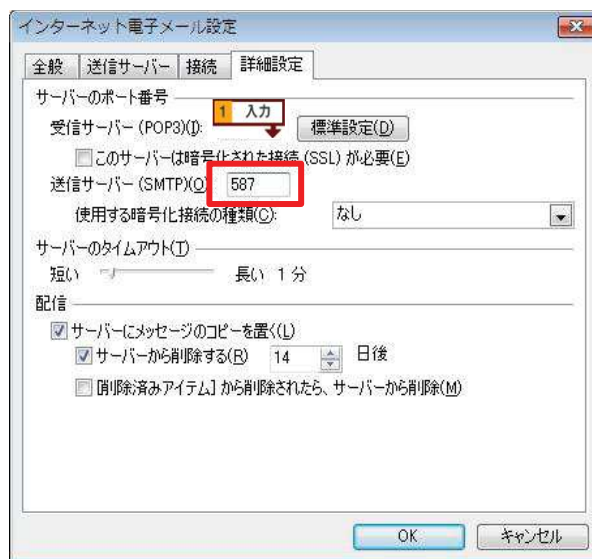 インターネット電子メール設定
全般 送信サーバー 接続 詳細設定
サーバーのポート番号
1 入力
受信サーバー (POP3)(I): 標準設定(D)
このサーバーは暗号化された接続 (SSL) が必要(E)
送信サーバー (SMTP)(O): 587
使用する暗号化接続の種類(C): なし
サーバーのタイムアウト(T)
短い 長い 1 分
配信
サーバーにメッセージのコピーを置く(L)
サーバーから削除する(R) 14 日後
[削除済みアイテム] から削除されたら、サーバーから削除(M)
OK キャンセル